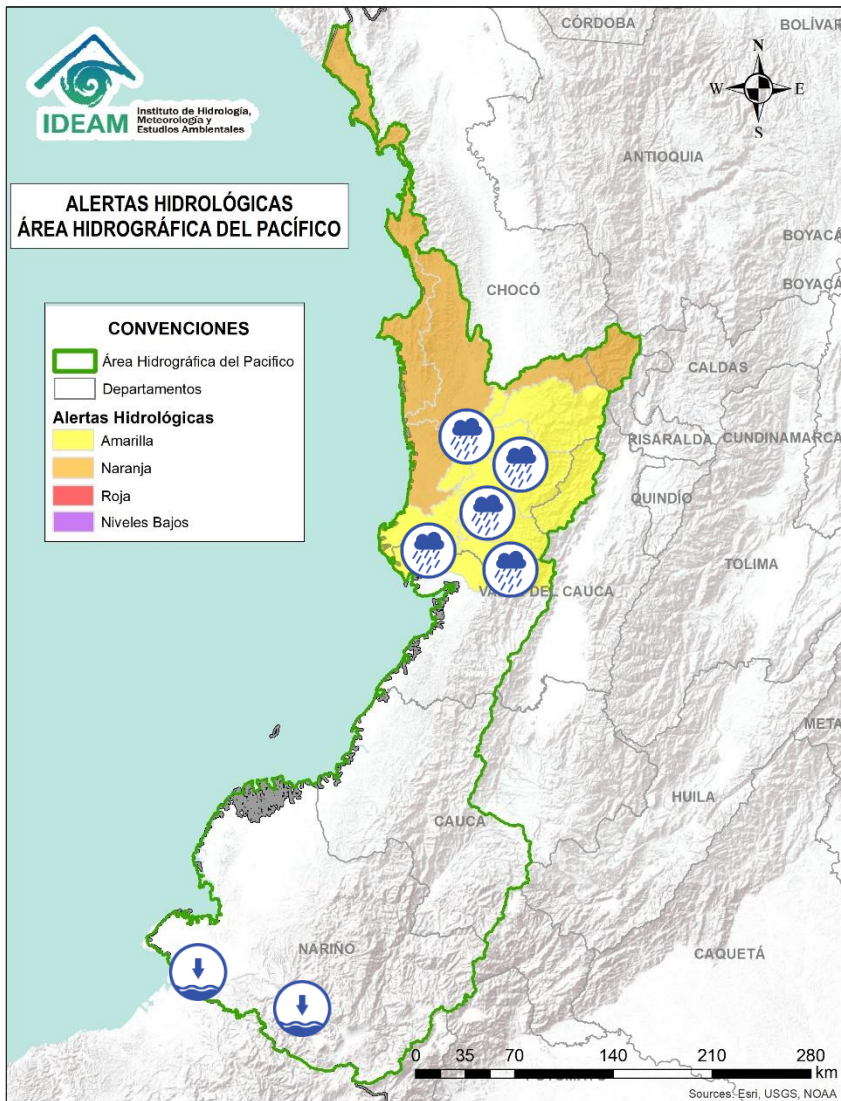 CÓRDOBA
BOLÍVAR
N
W E
S
IDEAM
Instituto de Hidrología,
Meteorología y
Estudios Ambientales
ANTIOQUIA
ALERTAS HIDROLÓGICAS
ÁREA HIDROGRÁFICA DEL PACÍFICO
BOYACÁ
BOYACÁ
CHOCÓ
CONVENCIONES
Área Hidrográfica del Pacifico
Departamentos
Alertas Hidrológicas
Amarilla
Naranja
Roja
Niveles Bajos
CALDAS
RISARALDA
CUNDINAMARCA
QUINDÍO
TOLIMA
DEL CAUCA
META
HUILA
CAUCA
NARIÑO
CAQUETÁ
0 35 70 140 210 280
km
Sources: Esri, USGS, NOAA